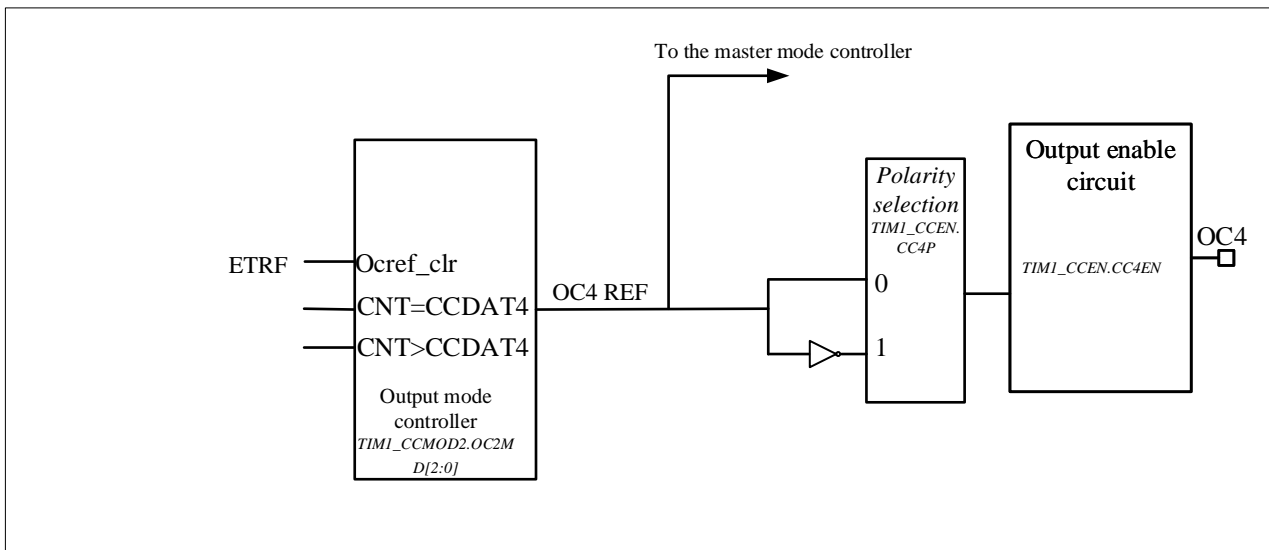 To the master mode controller
Output enable
circuit
Polarity
selection
TIM1_CCEN.
CC4P
OC4
ETRF
Ocref_clr
TIM1_CCEN.CC4EN
0
CNT=CCDAT4
OC4 REF
CNT>CCDAT4
1
Output mode
controller
TIM1_CCMOD2.OC2M
D[2:0]